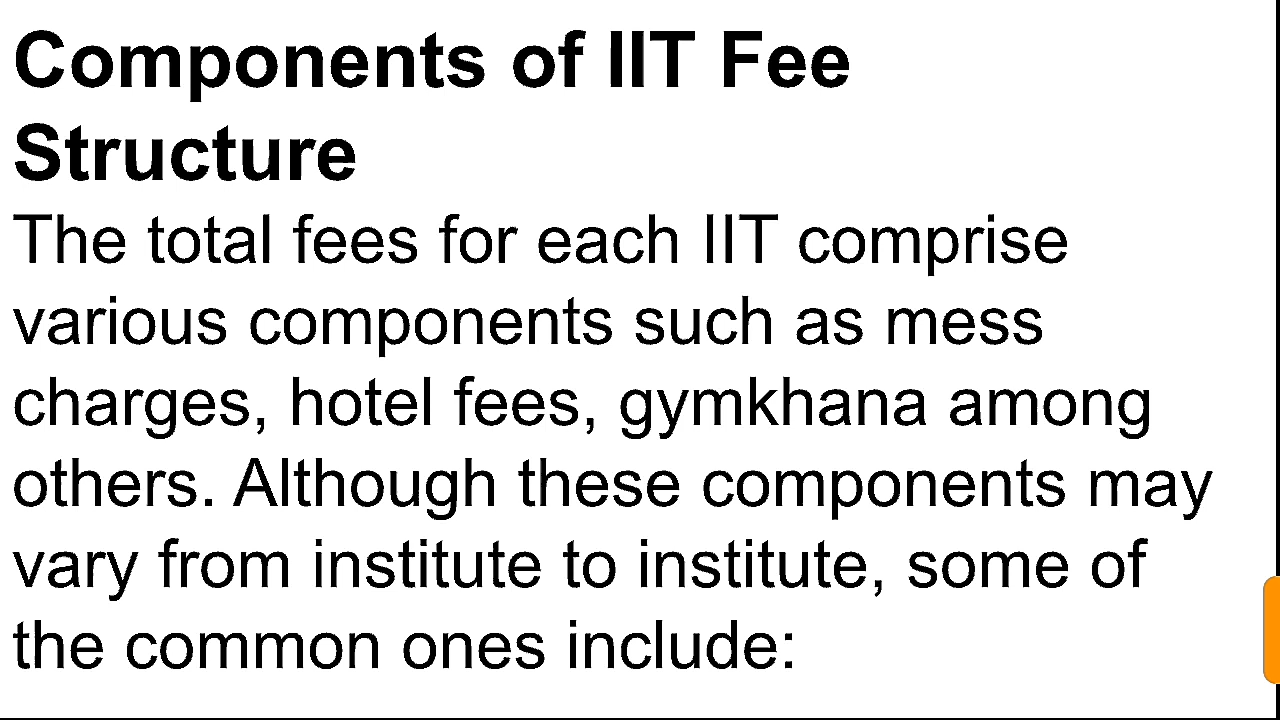 Components of IIT Fee
Structure
The total fees for each IIT comprise
various components such as mess
charges, hotel fees, gymkhana among
others. Although these components may
vary from institute to institute, some of
the common ones include: